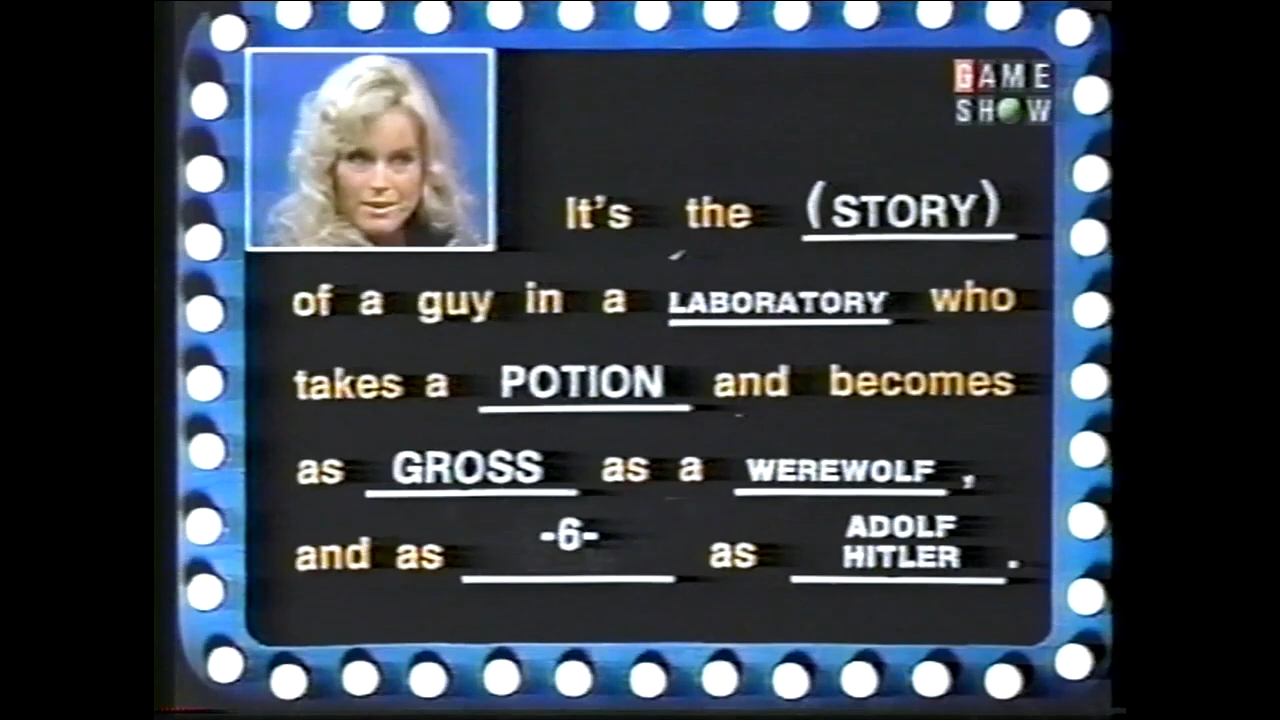 GAME
SHOW
It's the (STORY)
of a guy in a LABORATORY who
takes a POTION and becomes
as GROSS as a WEREWOLF,
and as -6- as ADOLF
HITLER.